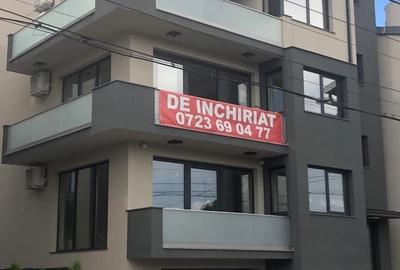 DE INCHIRIAT
0723 69 04 77